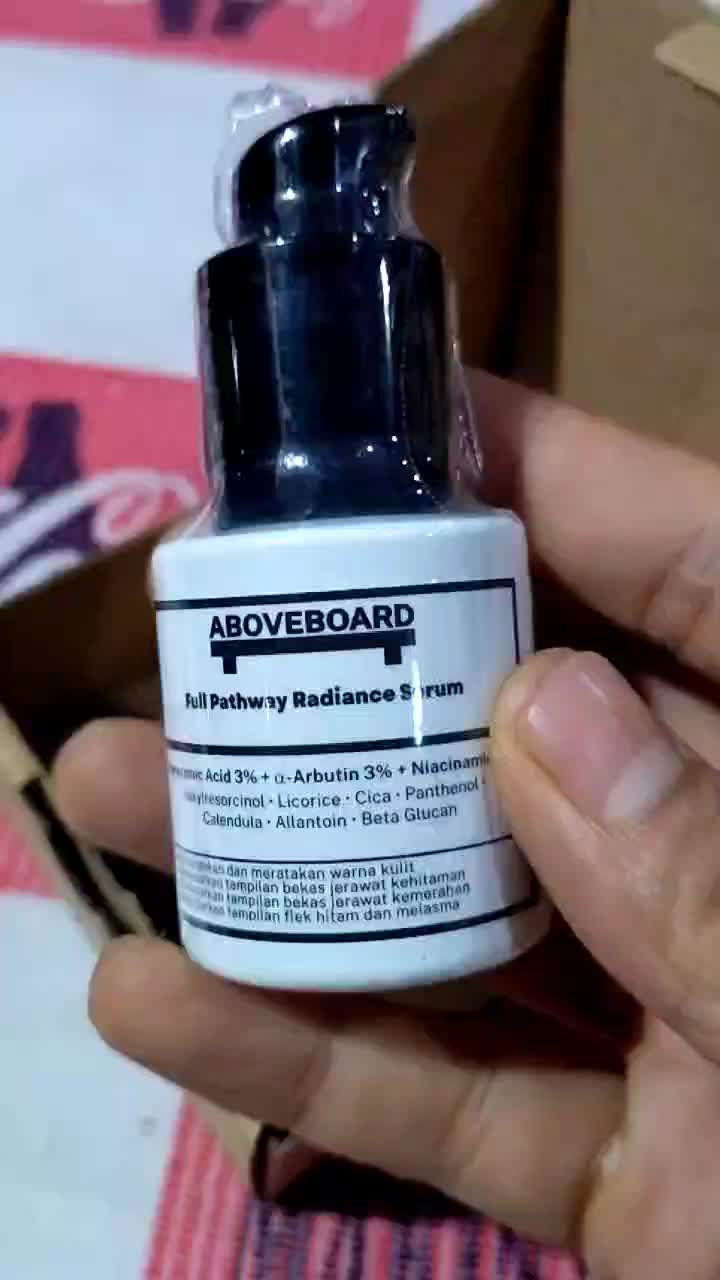 ABOVEBOARD
Full Pathway Radiance Serum
Acid 3% + α-Arbutin 3% + Niacinami
Licorice · Cica · Panthenol ·
Calendula · Allantoin · Beta Glucan
dan meratakan warna kulit
tampilan bekas jerawat kehitaman
tampilan bekas jerawat kemerahan
tampilan flek hitam dan melasma